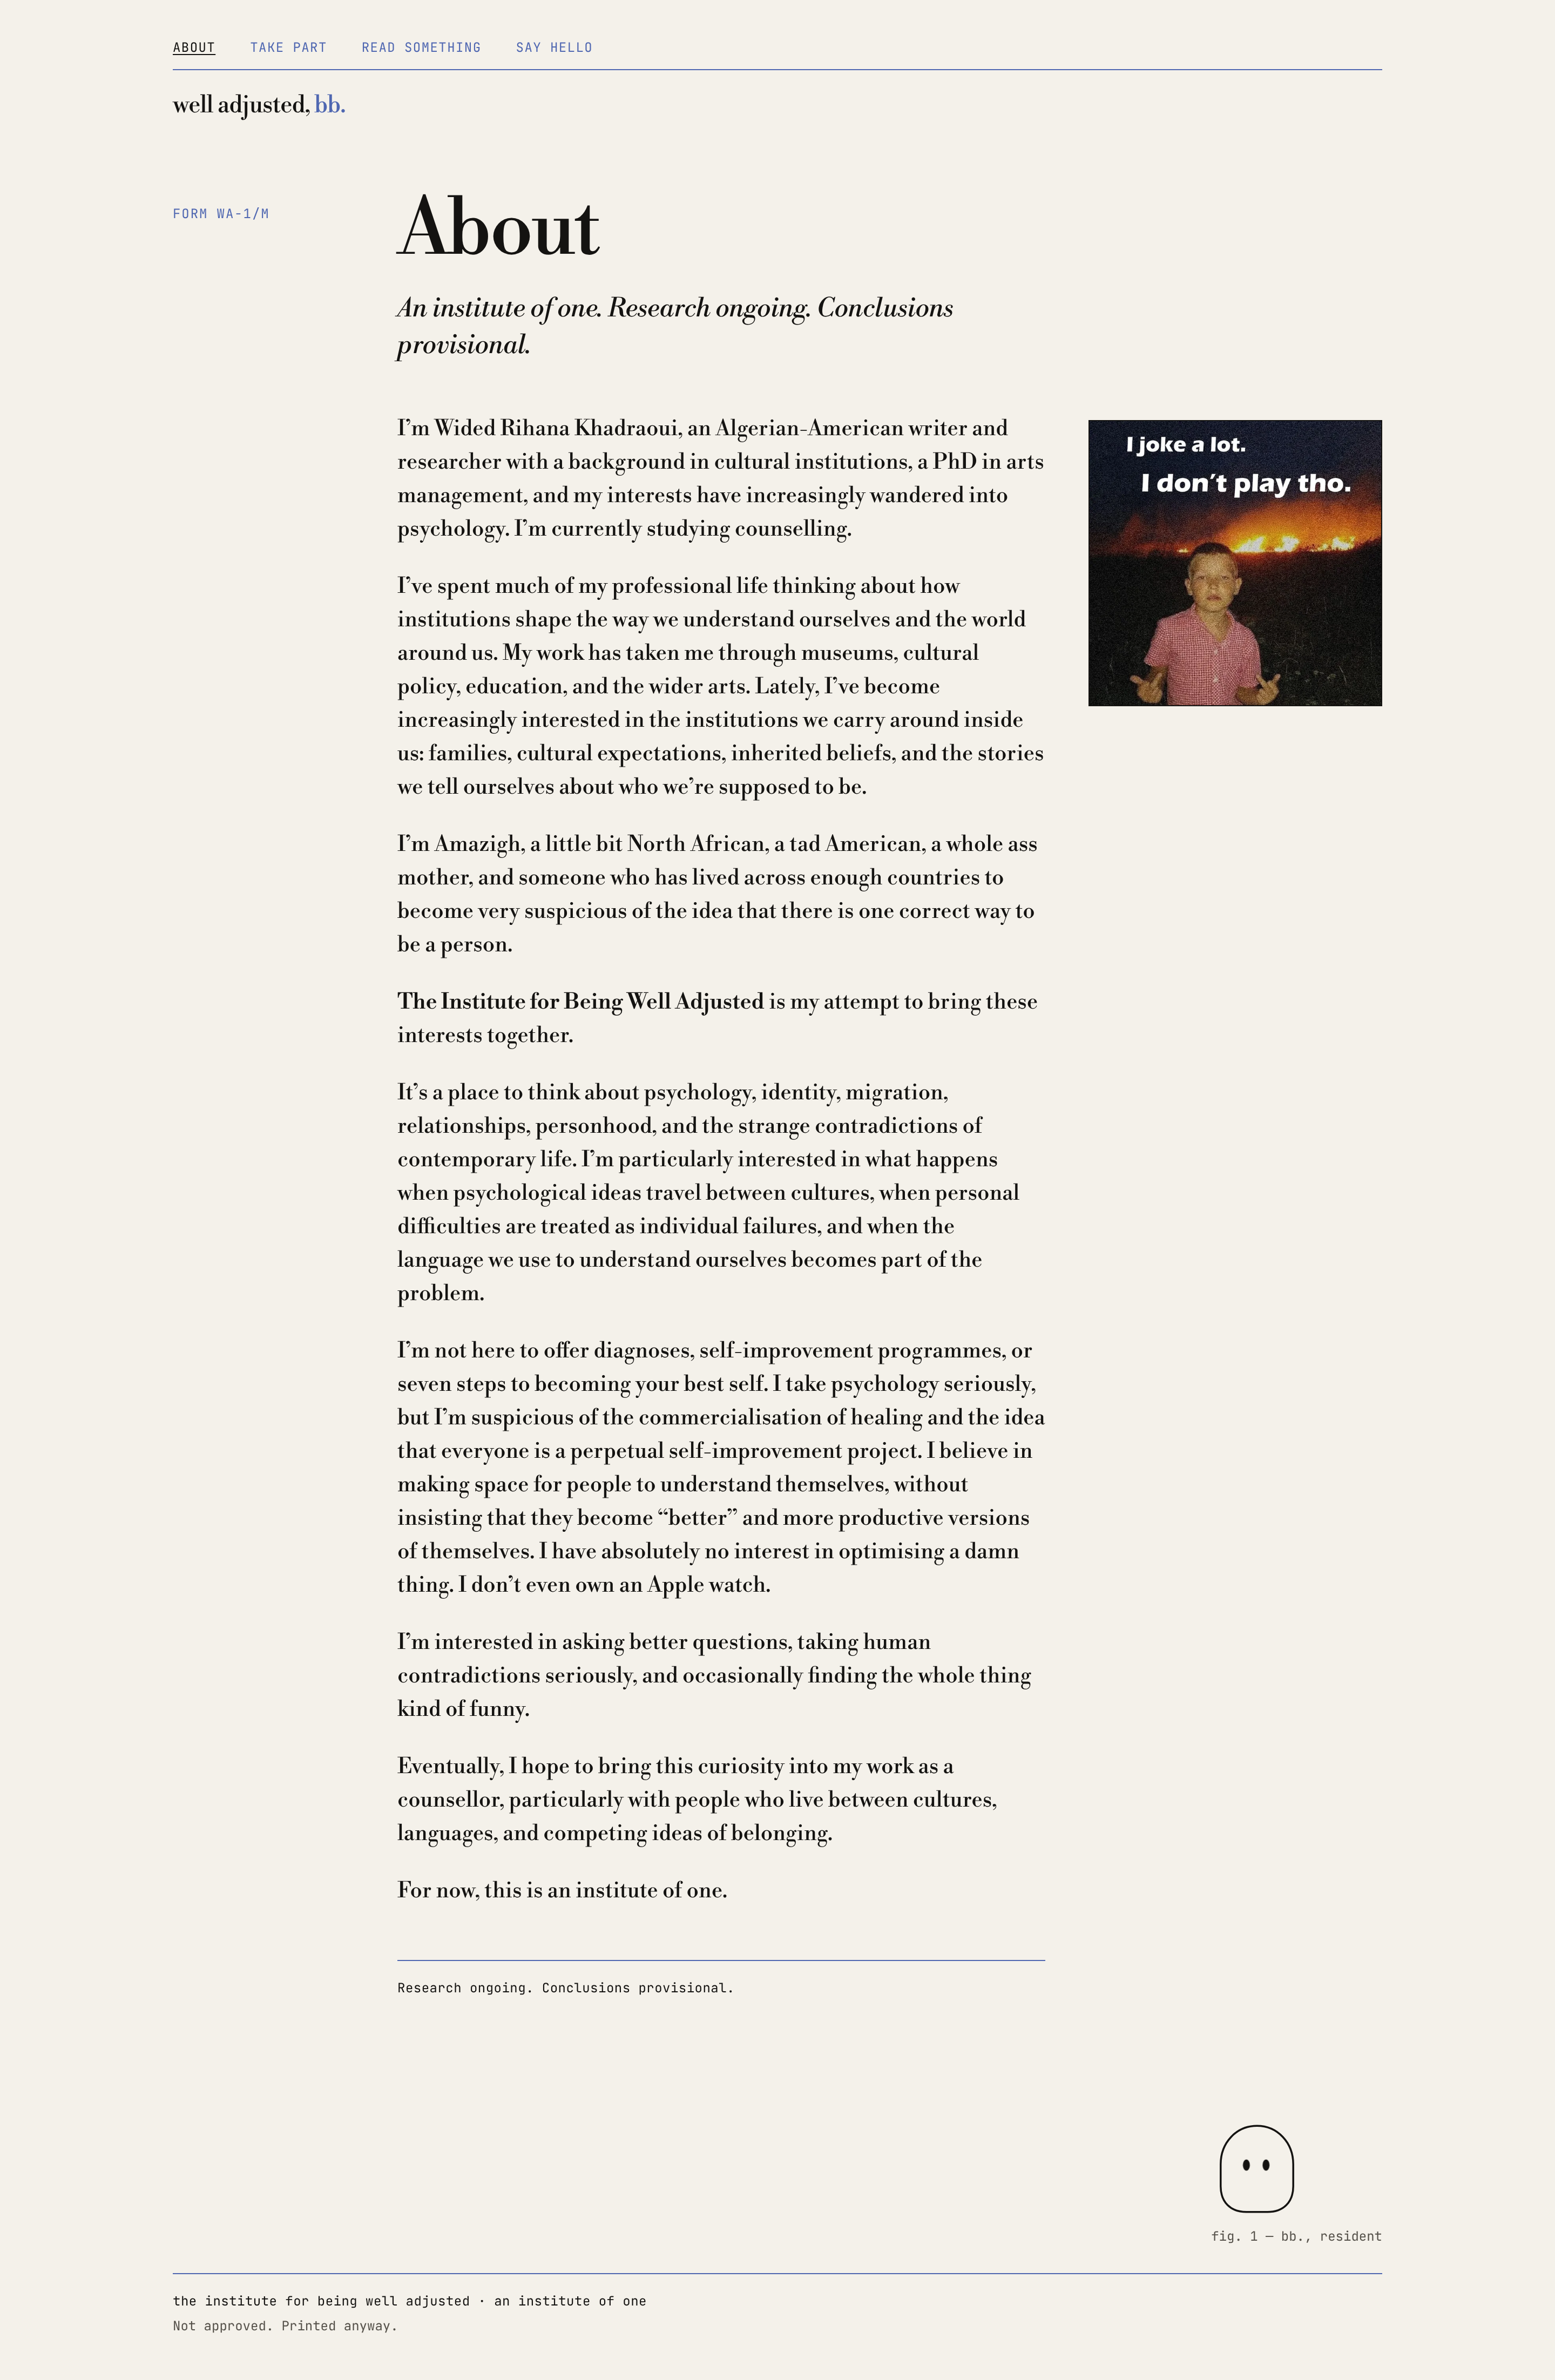 ABOUT TAKE PART READ SOMETHING SAY HELLO
well adjusted, bb.
FORM WA-1/M
About
An institute of one. Research ongoing. Conclusions
provisional.
I’m Wided Rihana Khadraoui, an Algerian-American writer and
researcher with a background in cultural institutions, a PhD in arts
management, and my interests have increasingly wandered into
psychology. I’m currently studying counselling.
I’ve spent much of my professional life thinking about how
institutions shape the way we understand ourselves and the world
around us. My work has taken me through museums, cultural
policy, education, and the wider arts. Lately, I’ve become
increasingly interested in the institutions we carry around inside
us: families, cultural expectations, inherited beliefs, and the stories
we tell ourselves about who we’re supposed to be.
I’m Amazigh, a little bit North African, a tad American, a whole ass
mother, and someone who has lived across enough countries to
become very suspicious of the idea that there is one correct way to
be a person.
The Institute for Being Well Adjusted is my attempt to bring these
interests together.
It’s a place to think about psychology, identity, migration,
relationships, personhood, and the strange contradictions of
contemporary life. I’m particularly interested in what happens
when psychological ideas travel between cultures, when personal
difficulties are treated as individual failures, and when the
language we use to understand ourselves becomes part of the
problem.
I’m not here to offer diagnoses, self-improvement programmes, or
seven steps to becoming your best self. I take psychology seriously,
but I’m suspicious of the commercialisation of healing and the idea
that everyone is a perpetual self-improvement project. I believe in
making space for people to understand themselves, without
insisting that they become “better” and more productive versions
of themselves. I have absolutely no interest in optimising a damn
thing. I don’t even own an Apple watch.
I’m interested in asking better questions, taking human
contradictions seriously, and occasionally finding the whole thing
kind of funny.
Eventually, I hope to bring this curiosity into my work as a
counsellor, particularly with people who live between cultures,
languages, and competing ideas of belonging.
For now, this is an institute of one.
Research ongoing. Conclusions provisional.
I joke a lot.
I don’t play tho.
fig. 1 — bb., resident
the institute for being well adjusted · an institute of one
Not approved. Printed anyway.